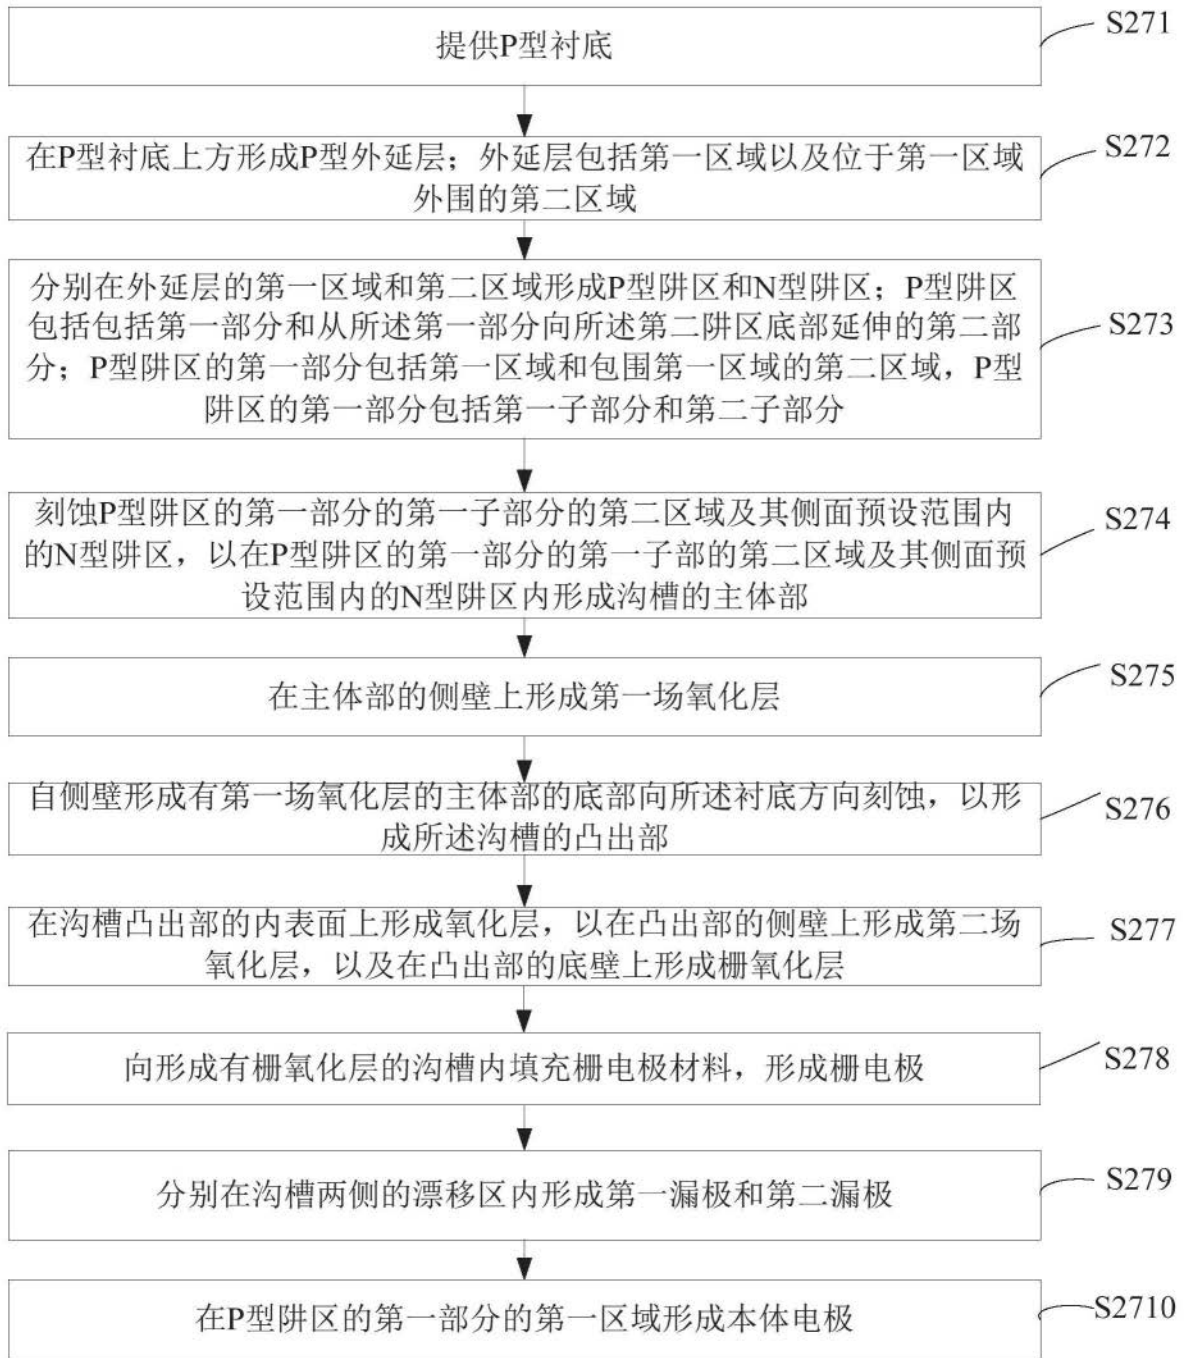 提供P型衬底
S271
在P型衬底上方形成P型外延层；外延层包括第一区域以及位于第一区域
外围的第二区域
S272
分别在外延层的第一区域和第二区域形成P型阱区和N型阱区；P型阱区
包括包括第一部分和从所述第一部分向所述第二阱区底部延伸的第二部
分；P型阱区的第一部分包括第一区域和包围第一区域的第二区域，P型
阱区的第一部分包括第一子部分和第二子部分
S273
刻蚀P型阱区的第一部分的第一子部分的第二区域及其侧面预设范围内
的N型阱区，以在P型阱区的第一部分的第一子部的第二区域及其侧面预
设范围内的N型阱区内形成沟槽的主体部
S274
在主体部的侧壁上形成第一场氧化层
S275
自侧壁形成有第一场氧化层的主体部的底部向所述衬底方向刻蚀，以形
成所述沟槽的凸出部
S276
在沟槽凸出部的内表面上形成氧化层，以在凸出部的侧壁上形成第二场
氧化层，以及在凸出部的底壁上形成栅氧化层
S277
向形成有栅氧化层的沟槽内填充栅电极材料，形成栅电极
S278
分别在沟槽两侧的漂移区内形成第一漏极和第二漏极
S279
在P型阱区的第一部分的第一区域形成本体电极
S2710